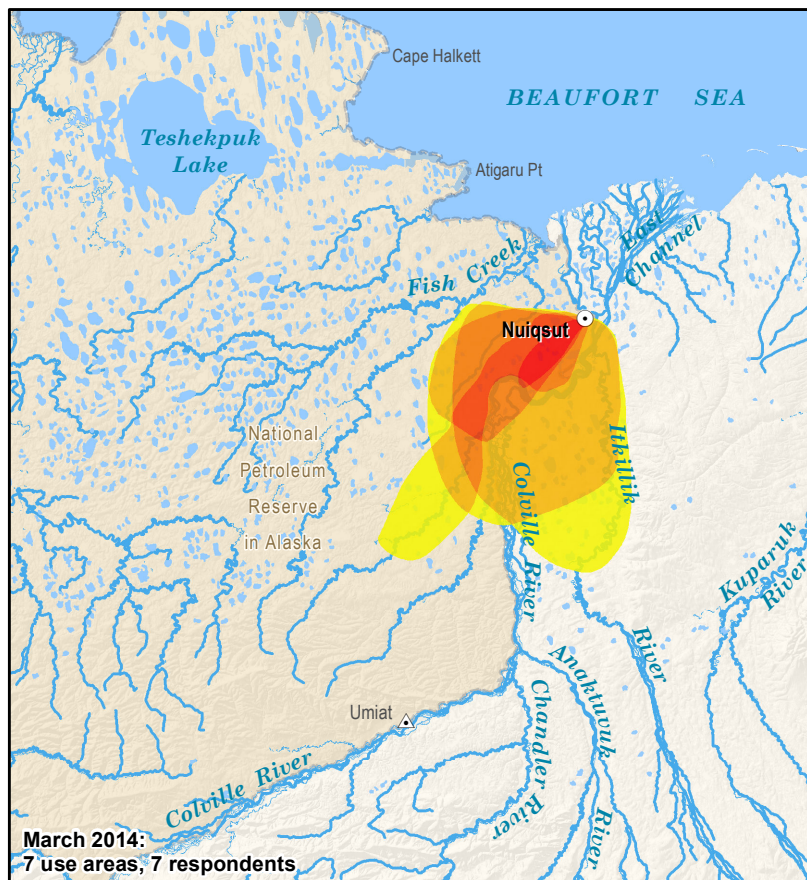 Cape Halkett
BEAUFORT SEA
Teshekpuk
Lake
Atigaru Pt
East
Channel
Fish Creek
Nuiqsut
National
Petroleum
Reserve
in Alaska
Itkillik
River
Colville River
Kuparuk
River
Anaktuvuk
River
Chandler River
Umiat
Colville River
March 2014:
7 use areas, 7 respondents